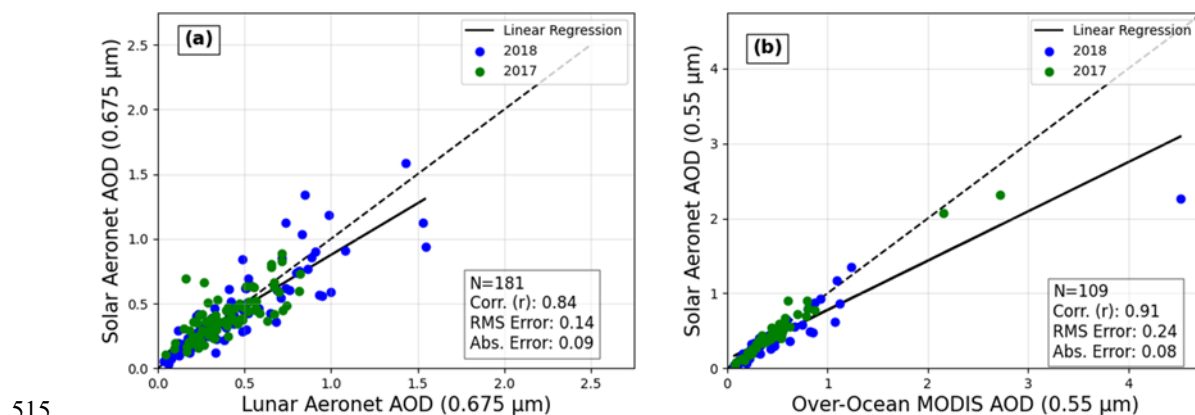 (a)
Linear Regression
2018
2017
Solar Aeronet AOD (0.675 µm)
2.5
2.0
1.5
1.0
0.5
0.0
N=181
Corr. (r): 0.84
RMS Error: 0.14
Abs. Error: 0.09
0.0 0.5 1.0 1.5 2.0 2.5
Lunar Aeronet AOD (0.675 µm)
(b)
Linear Regression
2018
2017
Solar Aeronet AOD (0.55 µm)
4
3
2
1
0
N=109
Corr. (r): 0.91
RMS Error: 0.24
Abs. Error: 0.08
0 1 2 3 4
Over-Ocean MODIS AOD (0.55 µm)
515